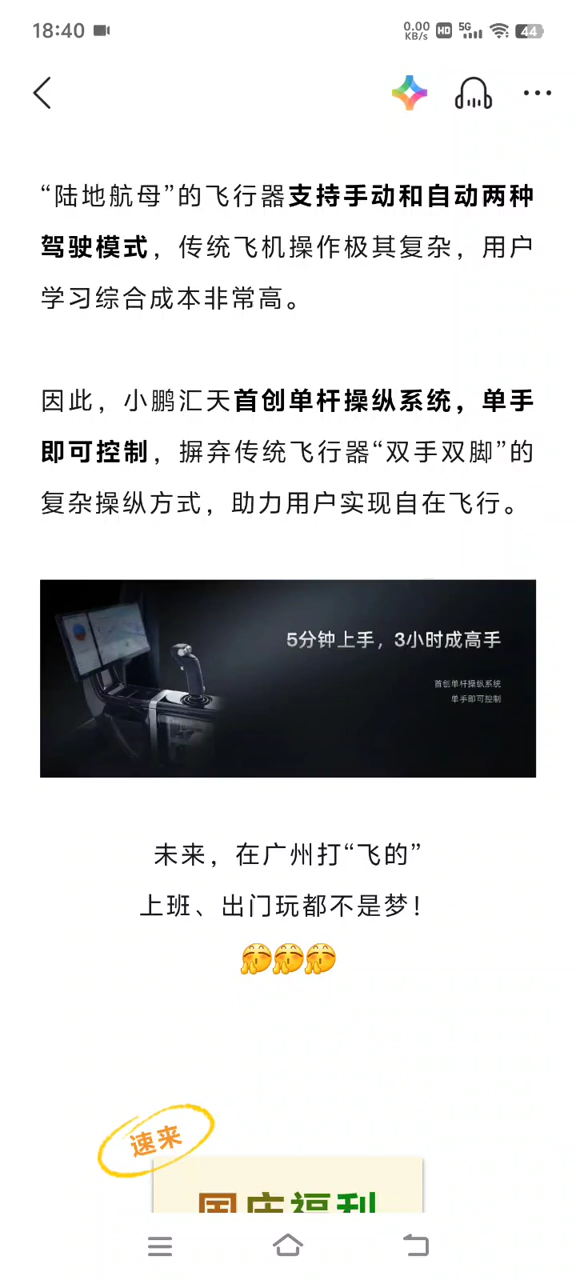 18:40
0.00
KB/s
HD
5G
44
“陆地航母”的飞行器支持手动和自动两种
驾驶模式，传统飞机操作极其复杂，用户
学习综合成本非常高。
因此，小鹏汇天首创单杆操纵系统，单手
即可控制，摒弃传统飞行器“双手双脚”的
复杂操纵方式，助力用户实现自在飞行。
5分钟上手，3小时成高手
首创单杆操纵系统
单手即可控制
未来，在广州打“飞的”
上班、出门玩都不是梦！
速来
国庆福利